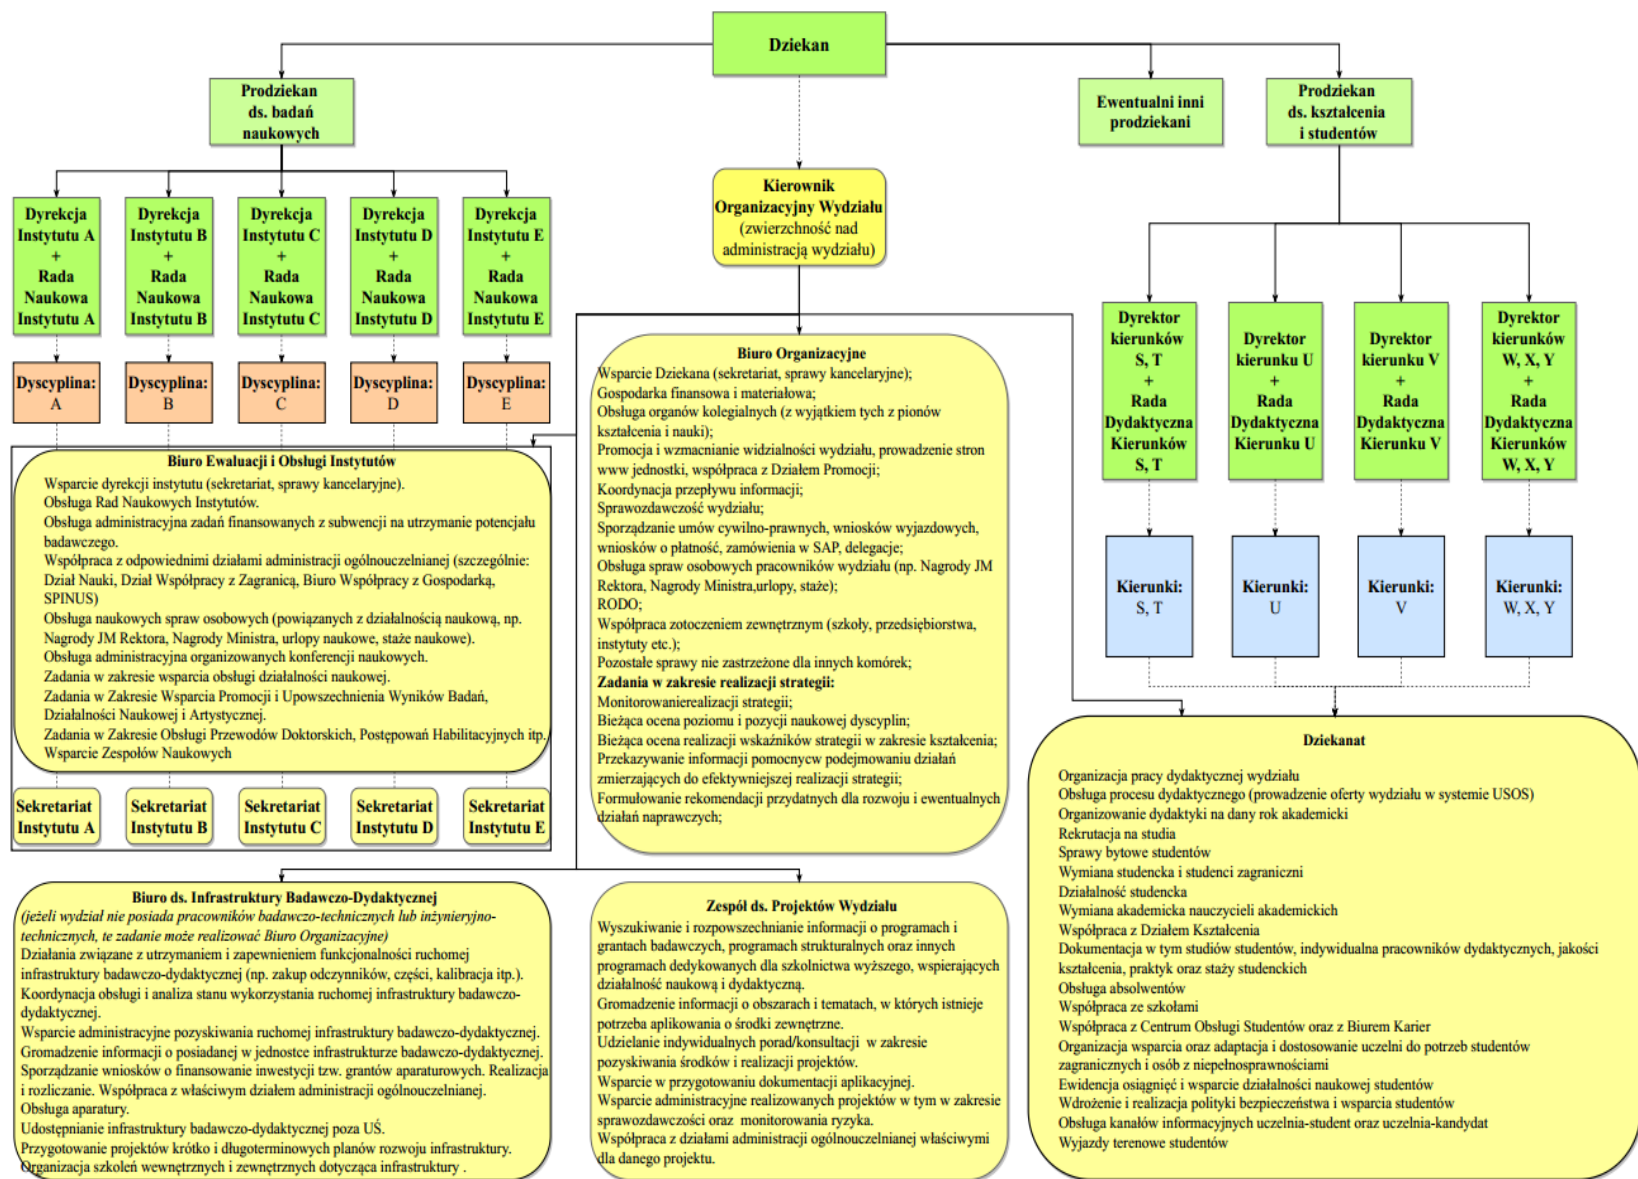 Dziekan
Prodziekan
ds. badań
naukowych
Ewentualni inni
prodziekani
Prodziekan
ds. kształcenia
i studentów
Kierownik
Organizacyjny Wydziału
(zwierzchność nad
administracją wydziału)
Dyrekcja
Instytutu A
+
Rada
Naukowa
Instytutu A
Dyrekcja
Instytutu B
+
Rada
Naukowa
Instytutu B
Dyrekcja
Instytutu C
+
Rada
Naukowa
Instytutu C
Dyrekcja
Instytutu D
+
Rada
Naukowa
Instytutu D
Dyrekcja
Instytutu E
+
Rada
Naukowa
Instytutu E
Dyscyplina:
A
Dyscyplina:
B
Dyscyplina:
C
Dyscyplina:
D
Dyscyplina:
E
Biuro Ewaluacji i Obsługi Instytutów
Wsparcie dyrekcji instytutu (sekretariat, sprawy kancelaryjne).
Obsługa Rad Naukowych Instytutów.
Obsługa administracyjna zadań finansowanych z subwencji na utrzymanie potencjału
badawczego.
Współpraca z odpowiednimi działami administracji ogólnouczelnianej (szczególnie:
Dział Nauki, Dział Współpracy z Zagranicą, Biuro Współpracy z Gospodarką,
SPINUS)
Obsługa naukowych spraw osobowych (powiązanych z działalnością naukową, np.
Nagrody JM Rektora, Nagrody Ministra, urlopy naukowe, staże naukowe).
Obsługa administracyjna organizowanych konferencji naukowych.
Zadania w zakresie wsparcia obsługi działalności naukowej.
Zadania w Zakresie Wsparcia Promocji i Upowszechnienia Wyników Badań,
Działalności Naukowej i Artystycznej.
Zadania w Zakresie Obsługi Przewodów Doktorskich, Postępowań Habilitacyjnych itp.
Wsparcie Zespołów Naukowych
Sekretariat
Instytutu A
Sekretariat
Instytutu B
Sekretariat
Instytutu C
Sekretariat
Instytutu D
Sekretariat
Instytutu E
Biuro Organizacyjne
Wsparcie Dziekana (sekretariat, sprawy kancelaryjne);
Gospodarka finansowa i materiałowa;
Obsługa organów kolegialnych (z wyjątkiem tych z pionów
kształcenia i nauki);
Promocja i wzmacnianie widzialności wydziału, prowadzenie stron
www jednostki, współpraca z Działem Promocji;
Koordynacja przepływu informacji;
Sprawozdawczość wydziału;
Sporządzanie umów cywilno-prawnych, wniosków wyjazdowych,
wniosków o płatność, zamówienia w SAP, delegacje;
Obsługa spraw osobowych pracowników wydziału (np. Nagrody JM
Rektora, Nagrody Ministra,urlopy, staże);
RODO;
Współpraca zotoczeniem zewnętrznym (szkoły, przedsiębiorstwa,
instytuty etc.);
Pozostałe sprawy nie zastrzeżone dla innych komórek;
Zadania w zakresie realizacji strategii:
Monitorowanierealizacji strategii;
Bieżąca ocena poziomu i pozycji naukowej dyscyplin;
Bieżąca ocena realizacji wskaźników strategii w zakresie kształcenia;
Przekazywanie informacji pomocnycw podejmowaniu działań
zmierzających do efektywniejszej realizacji strategii;
Formułowanie rekomendacji przydatnych dla rozwoju i ewentualnych
działań naprawczych;
Dyrektor
kierunków
S, T
+
Rada
Dydaktyczna
Kierunków
S, T
Dyrektor
kierunku U
+
Rada
Dydaktyczna
Kierunku U
Dyrektor
kierunku V
+
Rada
Dydaktyczna
Kierunku V
Dyrektor
kierunków
W, X, Y
+
Rada
Dydaktyczna
Kierunków
W, X, Y
Kierunki:
S, T
Kierunki:
U
Kierunki:
V
Kierunki:
W, X, Y
Dziekanat
Organizacja pracy dydaktycznej wydziału
Obsługa procesu dydaktycznego (prowadzenie oferty wydziału w systemie USOS)
Organizowanie dydaktyki na dany rok akademicki
Rekrutacja na studia
Sprawy bytowe studentów
Wymiana studencka i studenci zagraniczni
Działalność studencka
Wymiana akademicka nauczycieli akademickich
Współpraca z Działem Kształcenia
Dokumentacja w tym studiów studentów, indywidualna pracowników dydaktycznych, jakości
kształcenia, praktyk oraz staży studenckich
Obsługa absolwentów
Współpraca ze szkołami
Współpraca z Centrum Obsługi Studentów oraz z Biurem Karier
Organizacja wsparcia oraz adaptacja i dostosowanie uczelni do potrzeb studentów
zagranicznych i osób z niepełnosprawnościami
Ewidencja osiągnięć i wsparcie działalności naukowej studentów
Wdrożenie i realizacja polityki bezpieczeństwa i wsparcia studentów
Obsługa kanałów informacyjnych uczelnia-student oraz uczelnia-kandydat
Wyjazdy terenowe studentów
Biuro ds. Infrastruktury Badawczo-Dydaktycznej
(jeżeli wydział nie posiada pracowników badawczo-technicznych lub inżynieryjno-
technicznych, te zadanie może realizować Biuro Organizacyjne)
Działania związane z utrzymaniem i zapewnieniem funkcjonalności ruchomej
infrastruktury badawczo-dydaktycznej (np. zakup odczynników, części, kalibracja itp.).
Koordynacja obsługi i analiza stanu wykorzystania ruchomej infrastruktury badawczo-
dydaktycznej.
Wsparcie administracyjne pozyskiwania ruchomej infrastruktury badawczo-dydaktycznej.
Gromadzenie informacji o posiadanej w jednostce infrastrukturze badawczo-dydaktycznej.
Sporządzanie wniosków o finansowanie inwestycji tzw. grantów aparaturowych. Realizacja
i rozliczanie. Współpraca z właściwym działem administracji ogólnouczelnianej.
Obsługa aparatury.
Udostępnianie infrastruktury badawczo-dydaktycznej poza UŚ.
Przygotowanie projektów krótko i długoterminowych planów rozwoju infrastruktury.
Organizacja szkoleń wewnętrznych i zewnętrznych dotycząca infrastruktury .
Zespół ds. Projektów Wydziału
Wyszukiwanie i rozpowszechnianie informacji o programach i
grantach badawczych, programach strukturalnych oraz innych
programach dedykowanych dla szkolnictwa wyższego, wspierających
działalność naukową i dydaktyczną.
Gromadzenie informacji o obszarach i tematach, w których istnieje
potrzeba aplikowania o środki zewnętrzne.
Udzielanie indywidualnych porad/konsultacji w zakresie
pozyskiwania środków i realizacji projektów.
Wsparcie w przygotowaniu dokumentacji aplikacyjnej.
Wsparcie administracyjne realizowanych projektów w tym w zakresie
sprawozdawczości oraz monitorowania ryzyka.
Współpraca z działami administracji ogólnouczelnianej właściwymi
dla danego projektu.